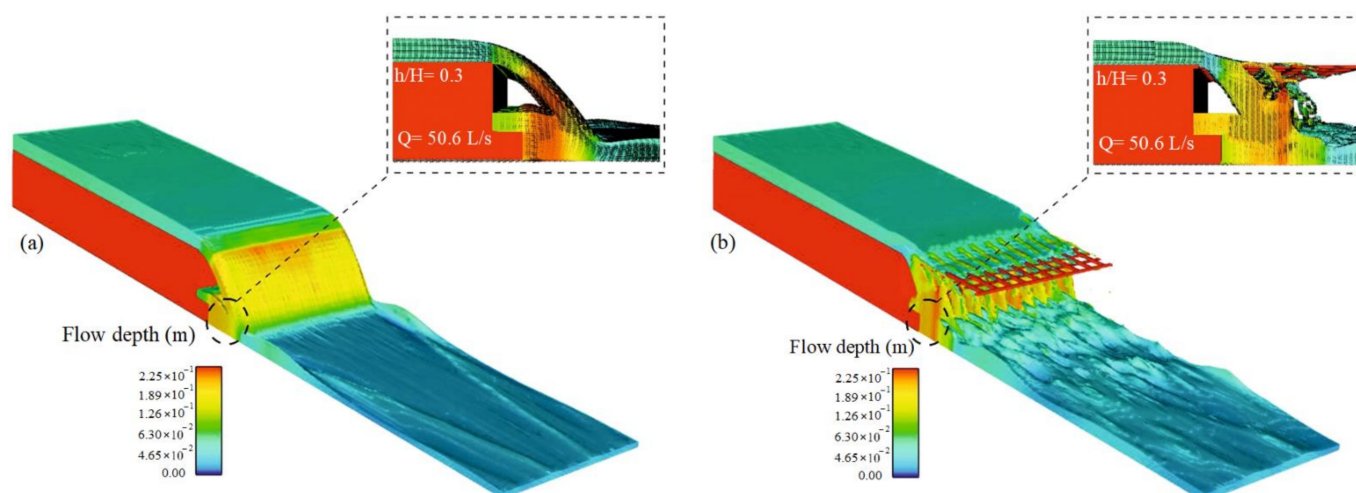 h/H= 0.3
Q= 50.6 L/s
(a)
Flow depth (m)
2.25×10⁻¹
1.89×10⁻¹
1.26×10⁻¹
6.30×10⁻²
4.65×10⁻²
0.00
h/H= 0.3
Q= 50.6 L/s
(b)
Flow depth (m)
2.25×10⁻¹
1.89×10⁻¹
1.26×10⁻¹
6.30×10⁻²
4.65×10⁻²
0.00